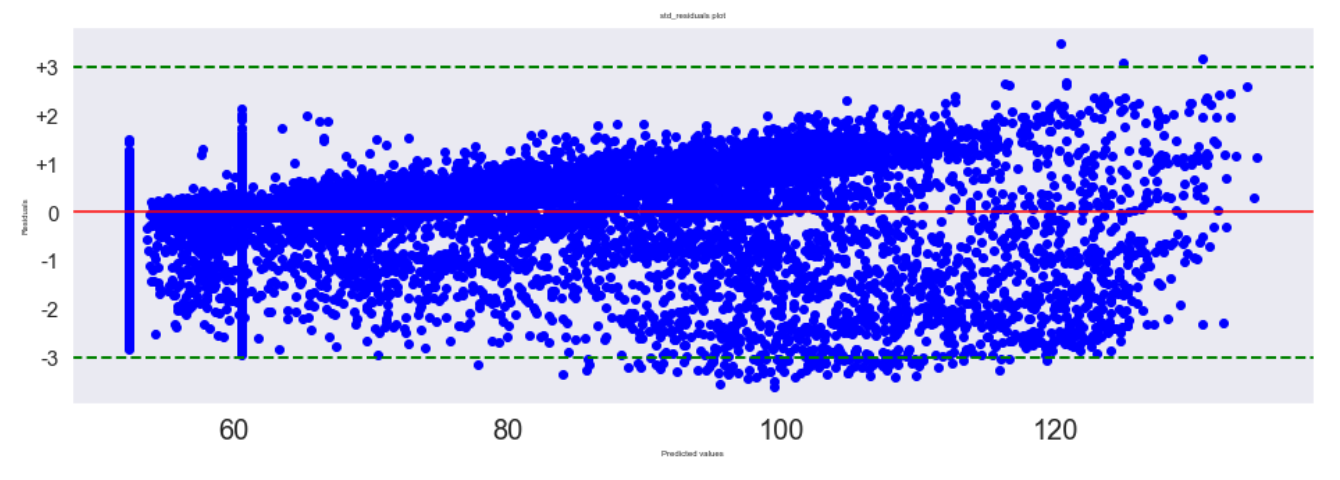 std_residuals plot
+3
+2
+1
0
-1
-2
-3
Residuals
60 80 100 120
Predicted values